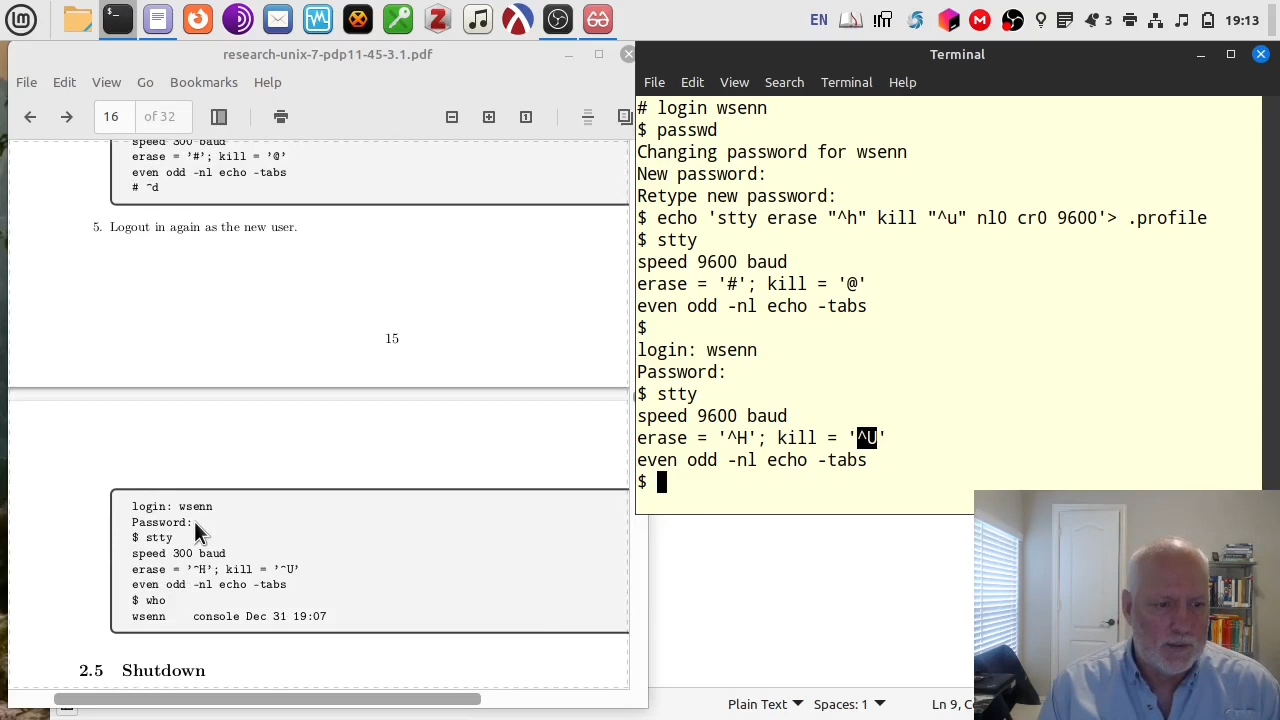 EN
3
19:13
research-unix-7-pdp11-45-3.1.pdf
File Edit View Go Bookmarks Help
16 of 32
speed 300 baud
erase = '#'; kill = '@'
even odd -nl echo -tabs
# ^d
5. Logout in again as the new user.
15
login: wsenn
Password:
$ stty
speed 300 baud
erase = '^H'; kill = '^U'
even odd -nl echo -tabs
$ who
wsenn console Dec 31 19:07
2.5 Shutdown
Terminal
File Edit View Search Terminal Help
# login wsenn
$ passwd
Changing password for wsenn
New password:
Retype new password:
$ echo 'stty erase "^h" kill "^u" nl0 cr0 9600'> .profile
$ stty
speed 9600 baud
erase = '#'; kill = '@'
even odd -nl echo -tabs
$
login: wsenn
Password:
$ stty
speed 9600 baud
erase = '^H'; kill = '^U'
even odd -nl echo -tabs
$
Plain Text Spaces: 1 Ln 9, C